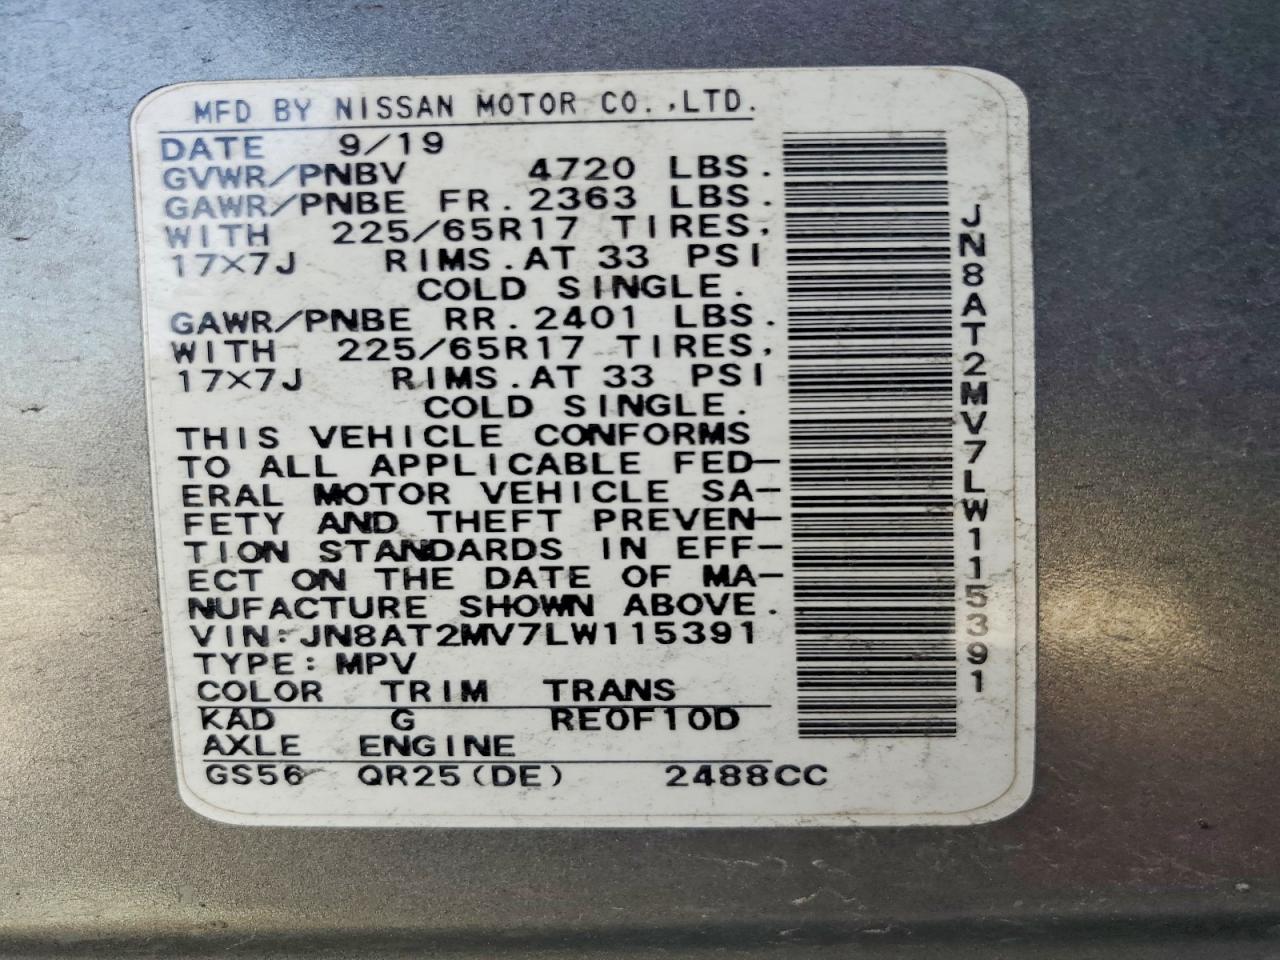 MFD BY NISSAN MOTOR CO.,LTD.
DATE 9/19
GVWR/PNBV 4720 LBS.
GAWR/PNBE FR. 2363 LBS.
WITH 225/65R17 TIRES,
17X7J RIMS.AT 33 PSI
COLD SINGLE.
GAWR/PNBE RR. 2401 LBS.
WITH 225/65R17 TIRES,
17X7J RIMS.AT 33 PSI
COLD SINGLE.
THIS VEHICLE CONFORMS
TO ALL APPLICABLE FED-
ERAL MOTOR VEHICLE SA-
FETY AND THEFT PREVEN-
TION STANDARDS IN EFF-
ECT ON THE DATE OF MA-
NUFACTURE SHOWN ABOVE.
VIN:JN8AT2MV7LW115391
TYPE: MPV
COLOR TRIM TRANS
KAD G RE0F10D
AXLE ENGINE
GS56 QR25(DE) 2488CC
JN8AT2MV7LW115391